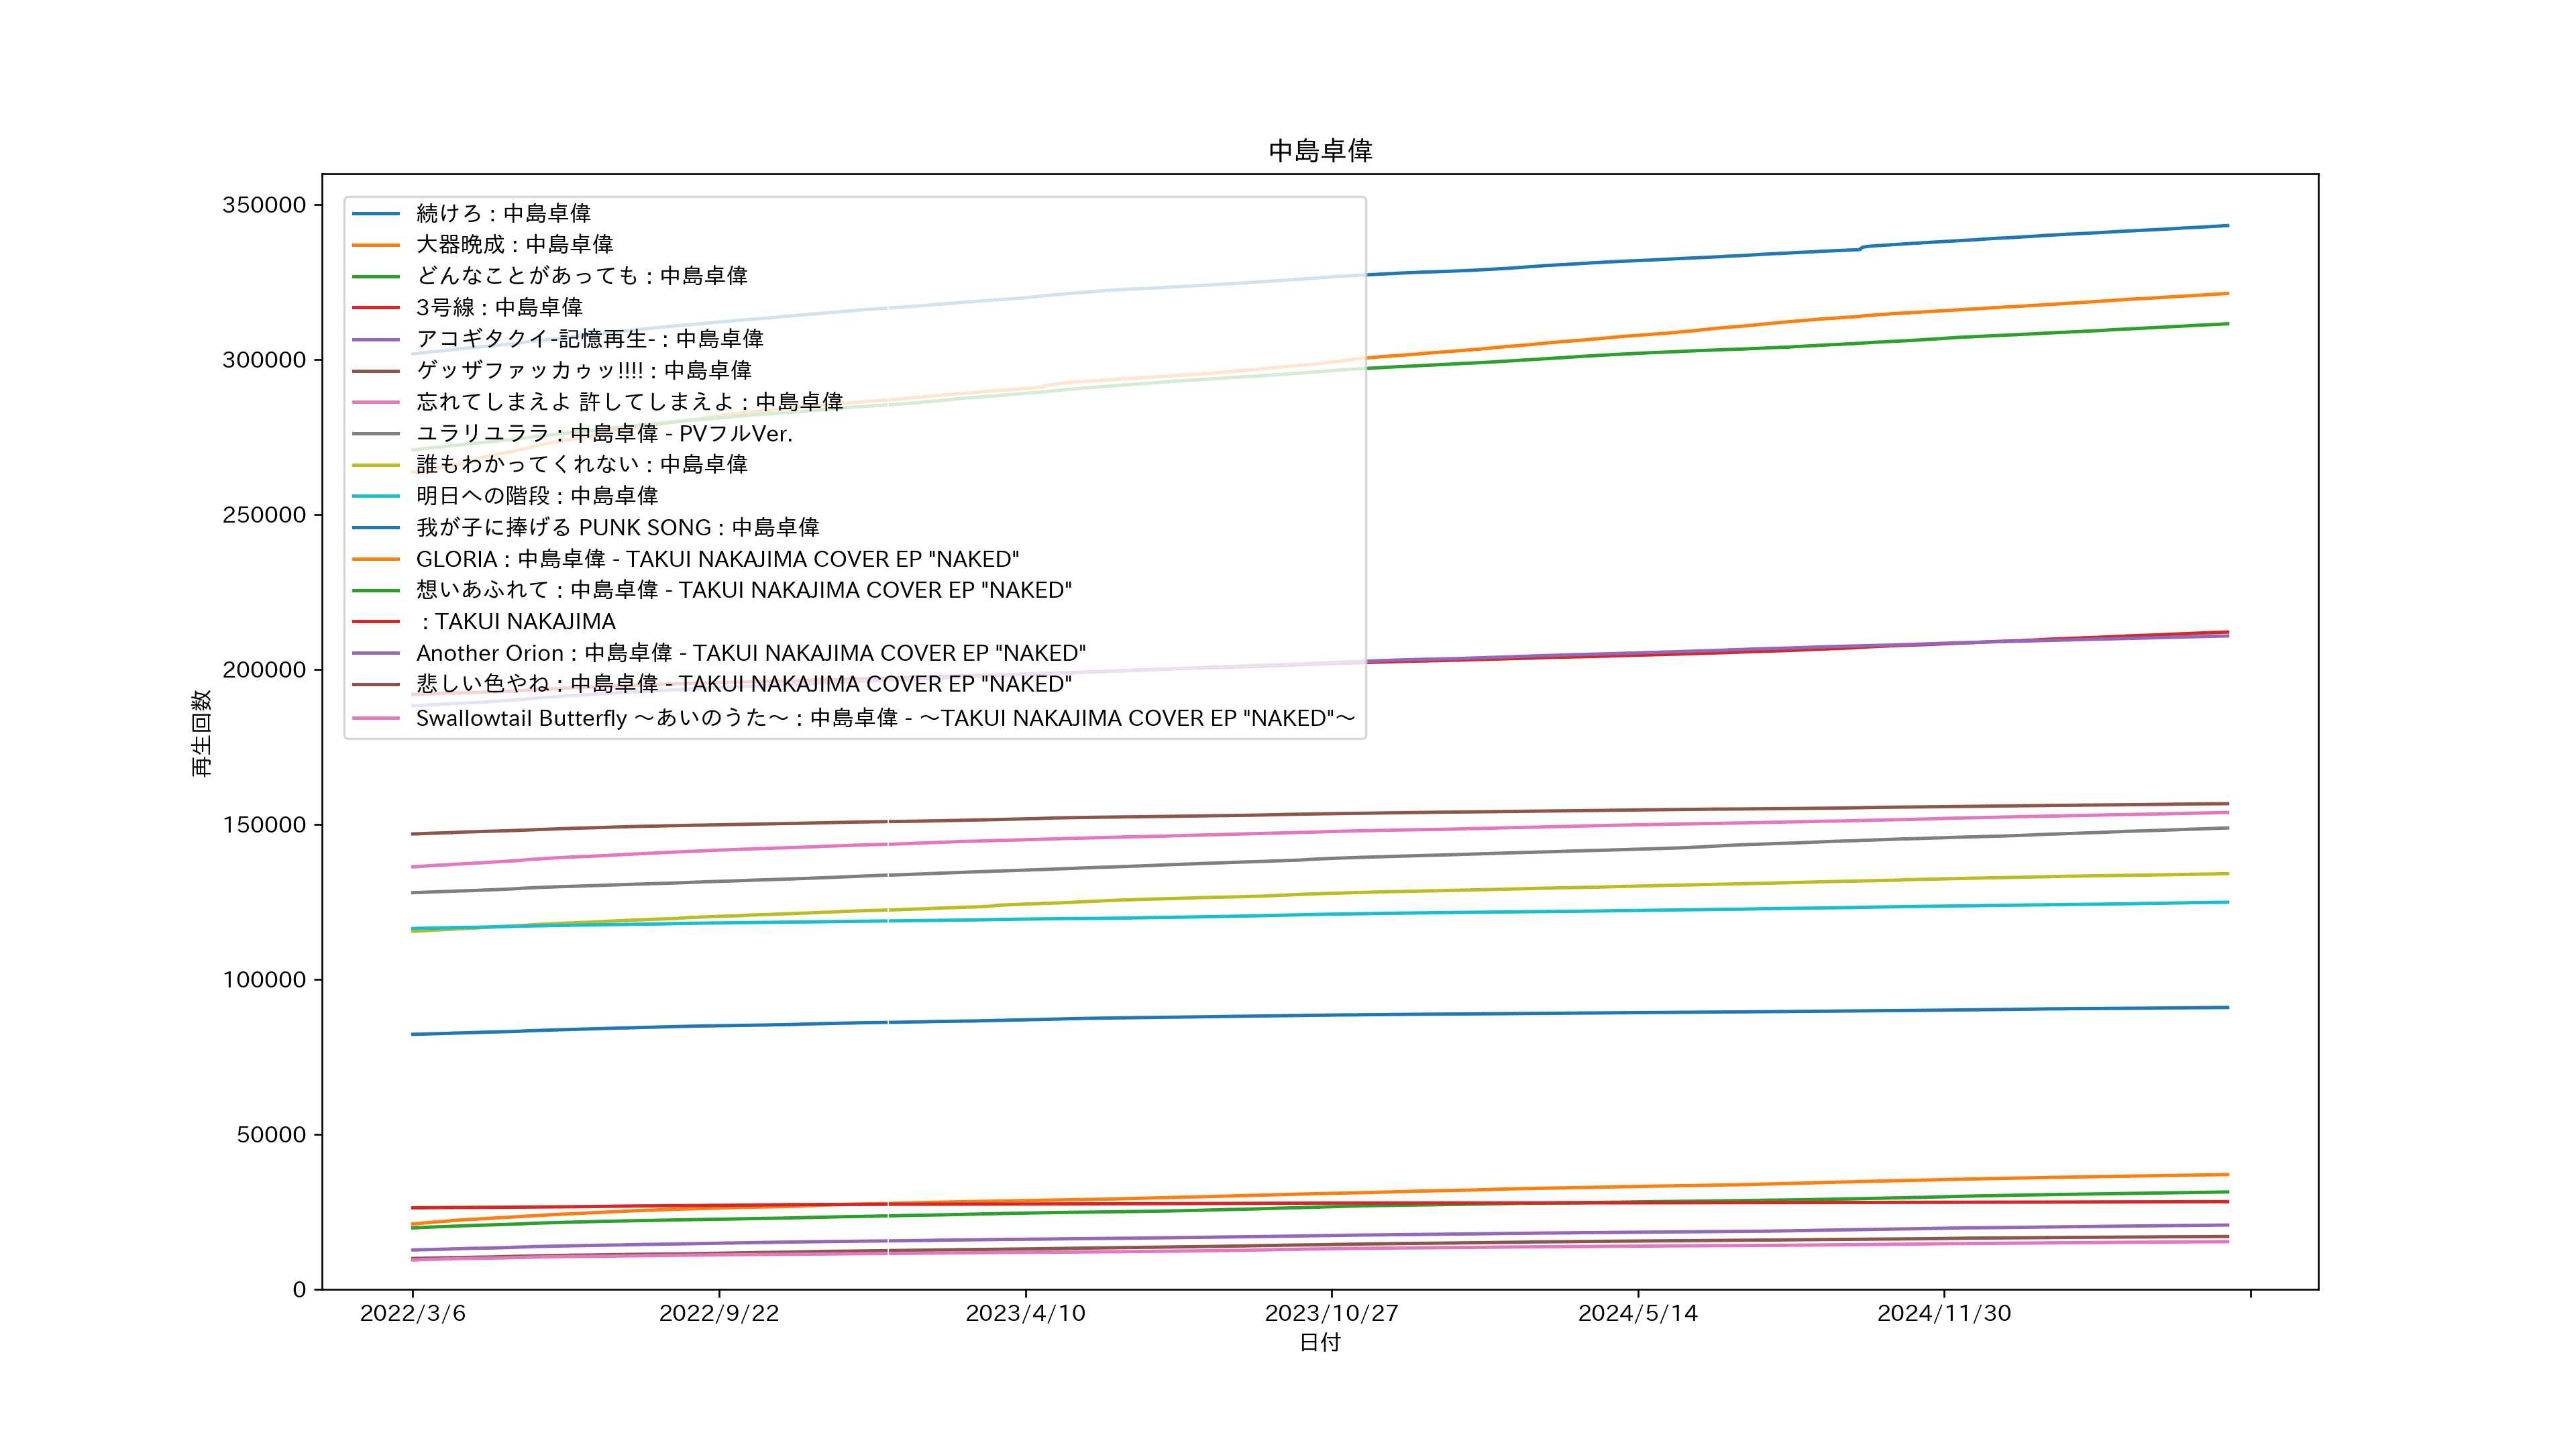 中島卓偉
350000
300000
250000
200000
150000
100000
50000
0
再生回数
続けろ : 中島卓偉
大器晩成 : 中島卓偉
どんなことがあっても : 中島卓偉
3号線 : 中島卓偉
アコギタクイ-記憶再生- : 中島卓偉
ゲッザファッカゥッ!!!! : 中島卓偉
忘れてしまえよ 許してしまえよ : 中島卓偉
ユラリユララ : 中島卓偉 - PVフルVer.
誰もわかってくれない : 中島卓偉
明日への階段 : 中島卓偉
我が子に捧げる PUNK SONG : 中島卓偉
GLORIA : 中島卓偉 - TAKUI NAKAJIMA COVER EP "NAKED"
想いあふれて : 中島卓偉 - TAKUI NAKAJIMA COVER EP "NAKED"
: TAKUI NAKAJIMA
Another Orion : 中島卓偉 - TAKUI NAKAJIMA COVER EP "NAKED"
悲しい色やね : 中島卓偉 - TAKUI NAKAJIMA COVER EP "NAKED"
Swallowtail Butterfly ～あいのうた～ : 中島卓偉 - ～TAKUI NAKAJIMA COVER EP "NAKED"～
2022/3/6
2022/9/22
2023/4/10
2023/10/27
2024/5/14
2024/11/30
日付